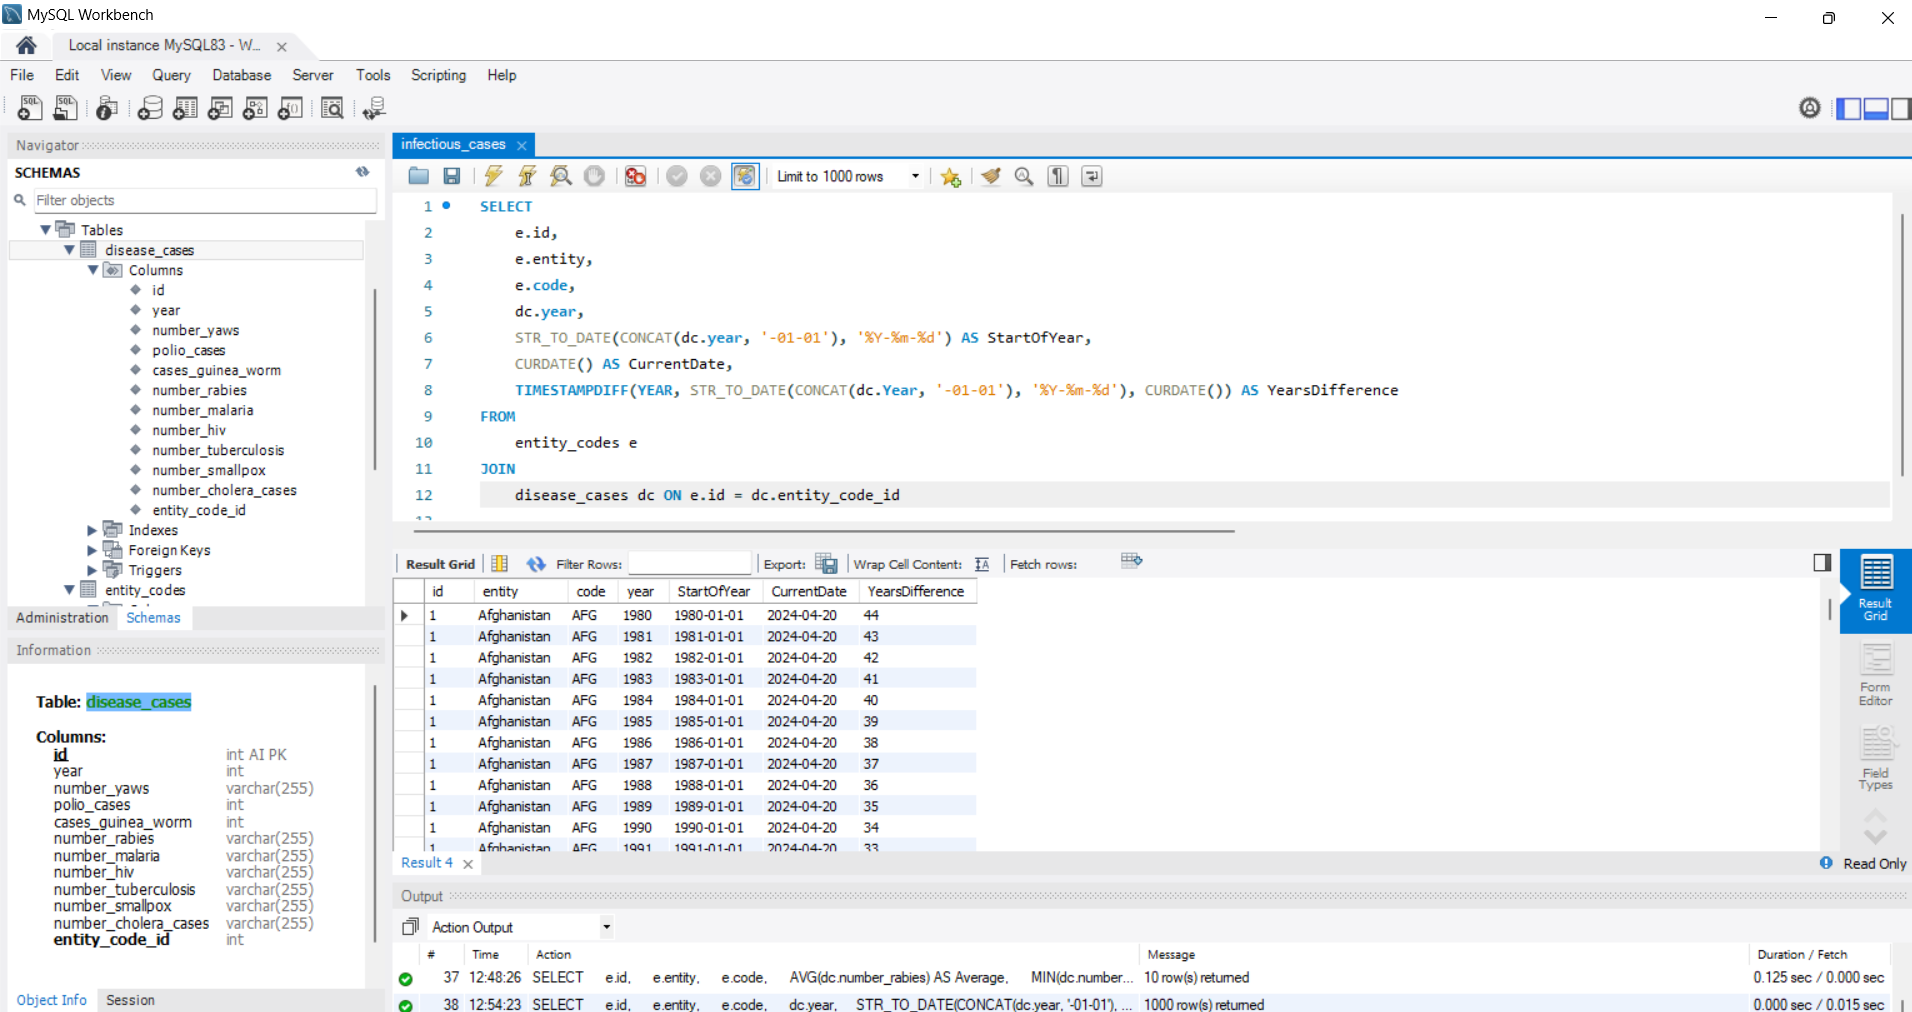 MySQL Workbench
Local instance MySQL83 - W...
File Edit View Query Database Server Tools Scripting Help
Navigator
SCHEMAS
Filter objects
Tables
disease_cases
Columns
id
year
number_yaws
polio_cases
cases_guinea_worm
number_rabies
number_malaria
number_hiv
number_tuberculosis
number_smallpox
number_cholera_cases
entity_code_id
Indexes
Foreign Keys
Triggers
entity_codes
Administration Schemas
Information
Table: disease_cases
Columns:
id int AI PK
year int
number_yaws varchar(255)
polio_cases int
cases_guinea_worm int
number_rabies varchar(255)
number_malaria varchar(255)
number_hiv varchar(255)
number_tuberculosis varchar(255)
number_smallpox varchar(255)
number_cholera_cases varchar(255)
entity_code_id int
Object Info Session
infectious_cases
Limit to 1000 rows
1 SELECT
2 e.id,
3 e.entity,
4 e.code,
5 dc.year,
6 STR_TO_DATE(CONCAT(dc.year, '-01-01'), '%Y-%m-%d') AS StartOfYear,
7 CURDATE() AS CurrentDate,
8 TIMESTAMPDIFF(YEAR, STR_TO_DATE(CONCAT(dc.Year, '-01-01'), '%Y-%m-%d'), CURDATE()) AS YearsDifference
9 FROM
10 entity_codes e
11 JOIN
12 disease_cases dc ON e.id = dc.entity_code_id
Result Grid Filter Rows: Export: Wrap Cell Content: Fetch rows:
id entity code year StartOfYear CurrentDate YearsDifference
1 Afghanistan AFG 1980 1980-01-01 2024-04-20 44
1 Afghanistan AFG 1981 1981-01-01 2024-04-20 43
1 Afghanistan AFG 1982 1982-01-01 2024-04-20 42
1 Afghanistan AFG 1983 1983-01-01 2024-04-20 41
1 Afghanistan AFG 1984 1984-01-01 2024-04-20 40
1 Afghanistan AFG 1985 1985-01-01 2024-04-20 39
1 Afghanistan AFG 1986 1986-01-01 2024-04-20 38
1 Afghanistan AFG 1987 1987-01-01 2024-04-20 37
1 Afghanistan AFG 1988 1988-01-01 2024-04-20 36
1 Afghanistan AFG 1989 1989-01-01 2024-04-20 35
1 Afghanistan AFG 1990 1990-01-01 2024-04-20 34
1 Afghanistan AFG 1991 1991-01-01 2024-04-20 33
Result Grid
Form Editor
Field Types
Result 4
Read Only
Output
Action Output
# Time Action Message Duration / Fetch
37 12:48:26 SELECT e.id, e.entity, e.code, AVG(dc.number_rabies) AS Average, MIN(dc.number... 10 row(s) returned 0.125 sec / 0.000 sec
38 12:54:23 SELECT e.id, e.entity, e.code, dc.year, STR_TO_DATE(CONCAT(dc.year, '-01-01'), ... 1000 row(s) returned 0.000 sec / 0.015 sec